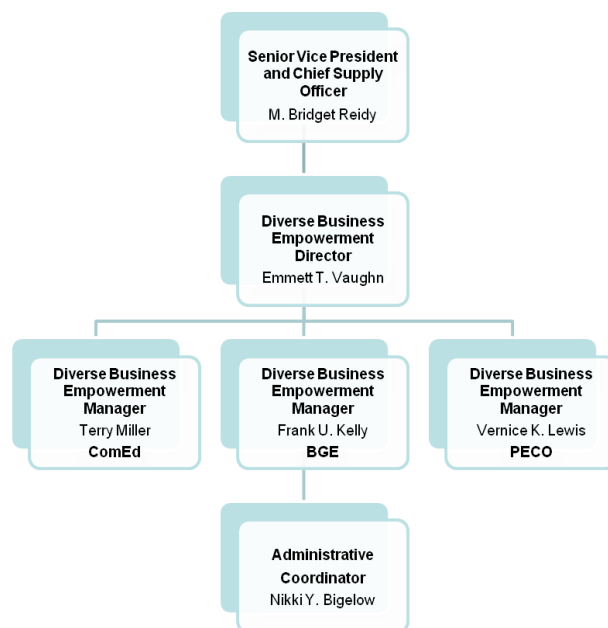 Senior Vice President
and Chief Supply
Officer
M. Bridget Reidy
Diverse Business
Empowerment
Director
Emmett T. Vaughn
Diverse Business
Empowerment
Manager
Terry Miller
ComEd
Diverse Business
Empowerment
Manager
Frank U. Kelly
BGE
Diverse Business
Empowerment
Manager
Vernice K. Lewis
PECO
Administrative
Coordinator
Nikki Y. Bigelow